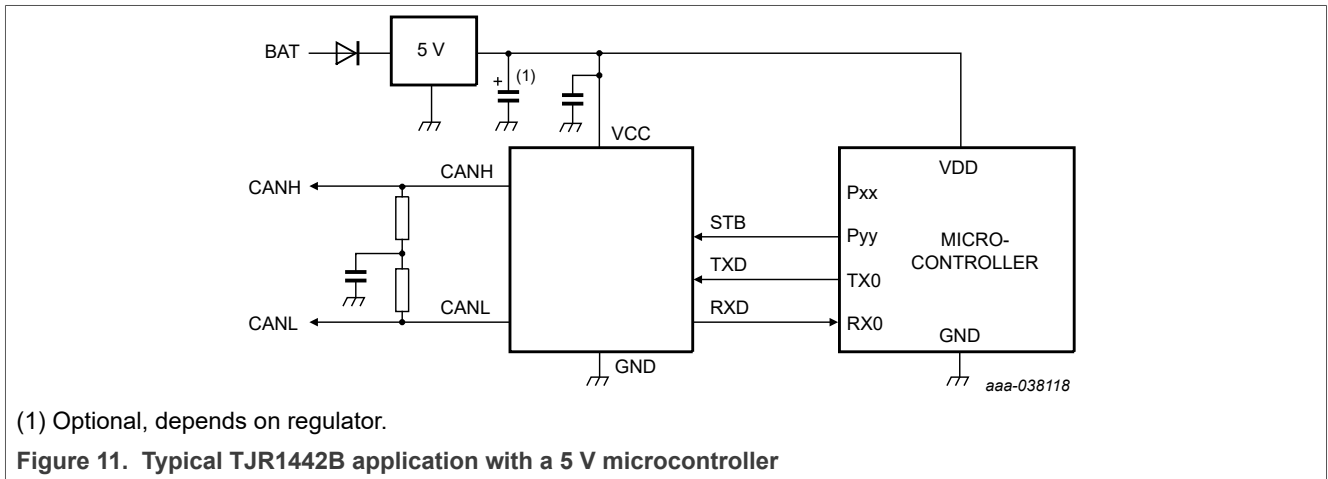 BAT
5 V
+
(1)
VCC
VDD
CANH
CANH
Pxx
STB
Pyy
MICRO-
CONTROLLER
TXD
TX0
CANL
CANL
RXD
RX0
GND
GND
aaa-038118
(1) Optional, depends on regulator.
Figure 11. Typical TJR1442B application with a 5 V microcontroller